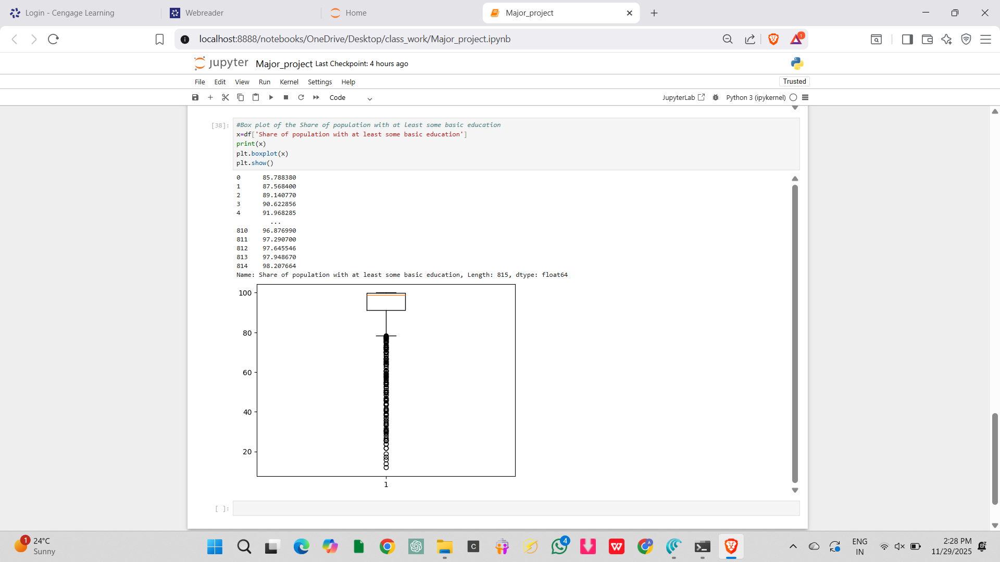 Login - Cengage Learning
Webreader
Home
Major_project
localhost:8888/notebooks/OneDrive/Desktop/class_work/Major_project.ipynb
1
jupyter Major_project Last Checkpoint: 4 hours ago
File Edit View Run Kernel Settings Help
Trusted
Code
JupyterLab
Python 3 (ipykernel)
[38]:
#Box plot of the Share of population with at least some basic education
x=df['Share of population with at least some basic education']
print(x)
plt.boxplot(x)
plt.show()
0 85.788380
1 87.568400
2 89.140770
3 90.622856
4 91.968285
...
810 96.876990
811 97.290700
812 97.645546
813 97.948670
814 98.207664
Name: Share of population with at least some basic education, Length: 815, dtype: float64
100
80
60
40
20
1
[ ]:
1
24°C
Sunny
C
4
W
A
ENG
IN
2:28 PM
11/29/2025